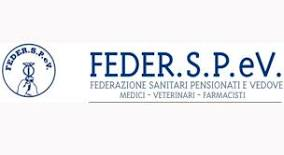 FEDER.S.P.eV.
FEDER.S.P.eV.
FEDERAZIONE SANITARI PENSIONATI E VEDOVE
MEDICI - VETERINARI - FARMACISTI